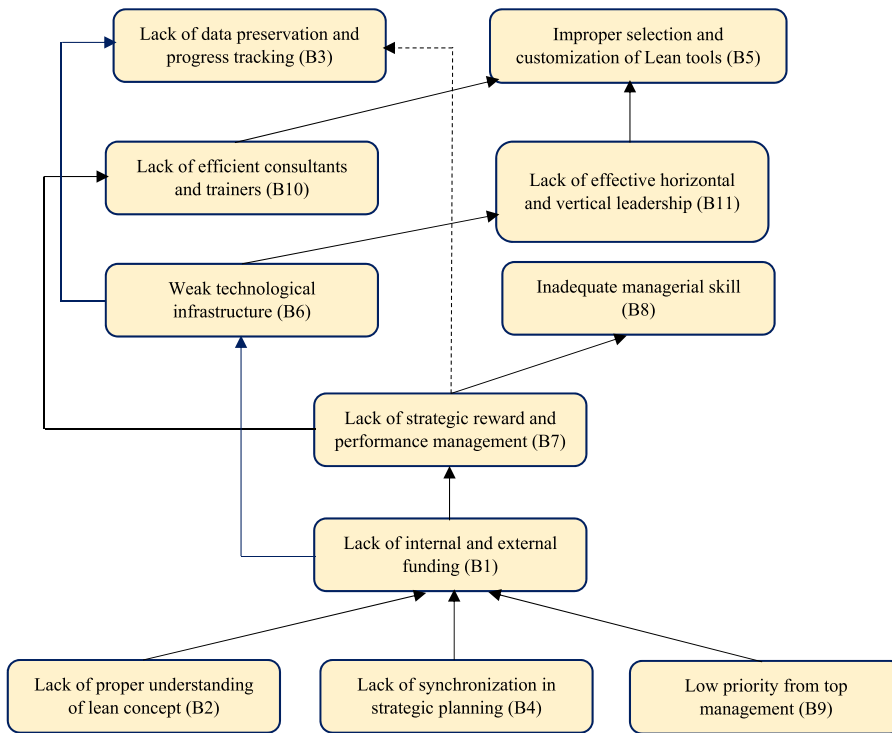 Lack of data preservation and
progress tracking (B3)
Improper selection and
customization of Lean tools (B5)
Lack of efficient consultants
and trainers (B10)
Lack of effective horizontal
and vertical leadership (B11)
Weak technological
infrastructure (B6)
Inadequate managerial skill
(B8)
Lack of strategic reward and
performance management (B7)
Lack of internal and external
funding (B1)
Lack of proper understanding
of lean concept (B2)
Lack of synchronization in
strategic planning (B4)
Low priority from top
management (B9)